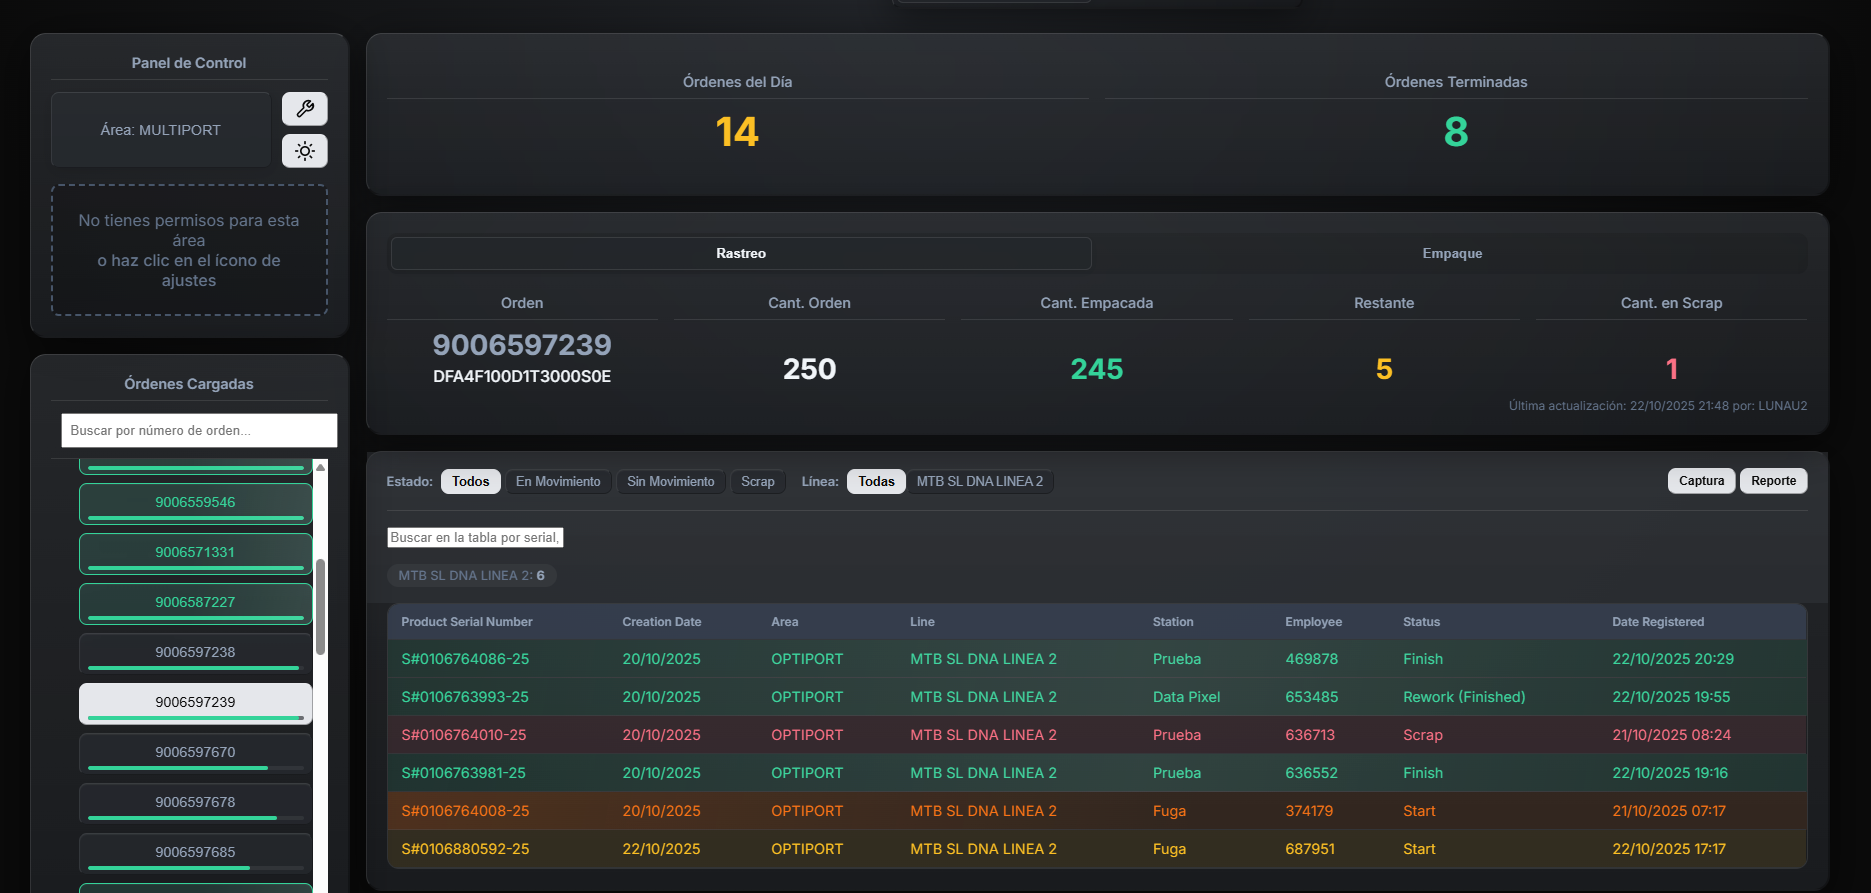 Panel de Control
Área: MULTIPORT
No tienes permisos para esta
área
o haz clic en el ícono de
ajustes
Órdenes Cargadas
Buscar por número de orden...
9006559546
9006571331
9006587227
9006597238
9006597239
9006597670
9006597678
9006597685
Órdenes del Día
Órdenes Terminadas
14
8
Rastreo
Empaque
Orden
Cant. Orden
Cant. Empacada
Restante
Cant. en Scrap
9006597239
DFA4F100D1T3000S0E
250
245
5
1
Última actualización: 22/10/2025 21:48 por: LUNAU2
Estado: Todos En Movimiento Sin Movimiento Scrap Línea: Todas MTB SL DNA LINEA 2 Captura Reporte
Buscar en la tabla por serial,
MTB SL DNA LINEA 2: 6
Product Serial Number Creation Date Area Line Station Employee Status Date Registered
S#0106764086-25 20/10/2025 OPTIPORT MTB SL DNA LINEA 2 Prueba 469878 Finish 22/10/2025 20:29
S#0106763993-25 20/10/2025 OPTIPORT MTB SL DNA LINEA 2 Data Pixel 653485 Rework (Finished) 22/10/2025 19:55
S#0106764010-25 20/10/2025 OPTIPORT MTB SL DNA LINEA 2 Prueba 636713 Scrap 21/10/2025 08:24
S#0106763981-25 20/10/2025 OPTIPORT MTB SL DNA LINEA 2 Prueba 636552 Finish 22/10/2025 19:16
S#0106764008-25 20/10/2025 OPTIPORT MTB SL DNA LINEA 2 Fuga 374179 Start 21/10/2025 07:17
S#0106880592-25 22/10/2025 OPTIPORT MTB SL DNA LINEA 2 Fuga 687951 Start 22/10/2025 17:17